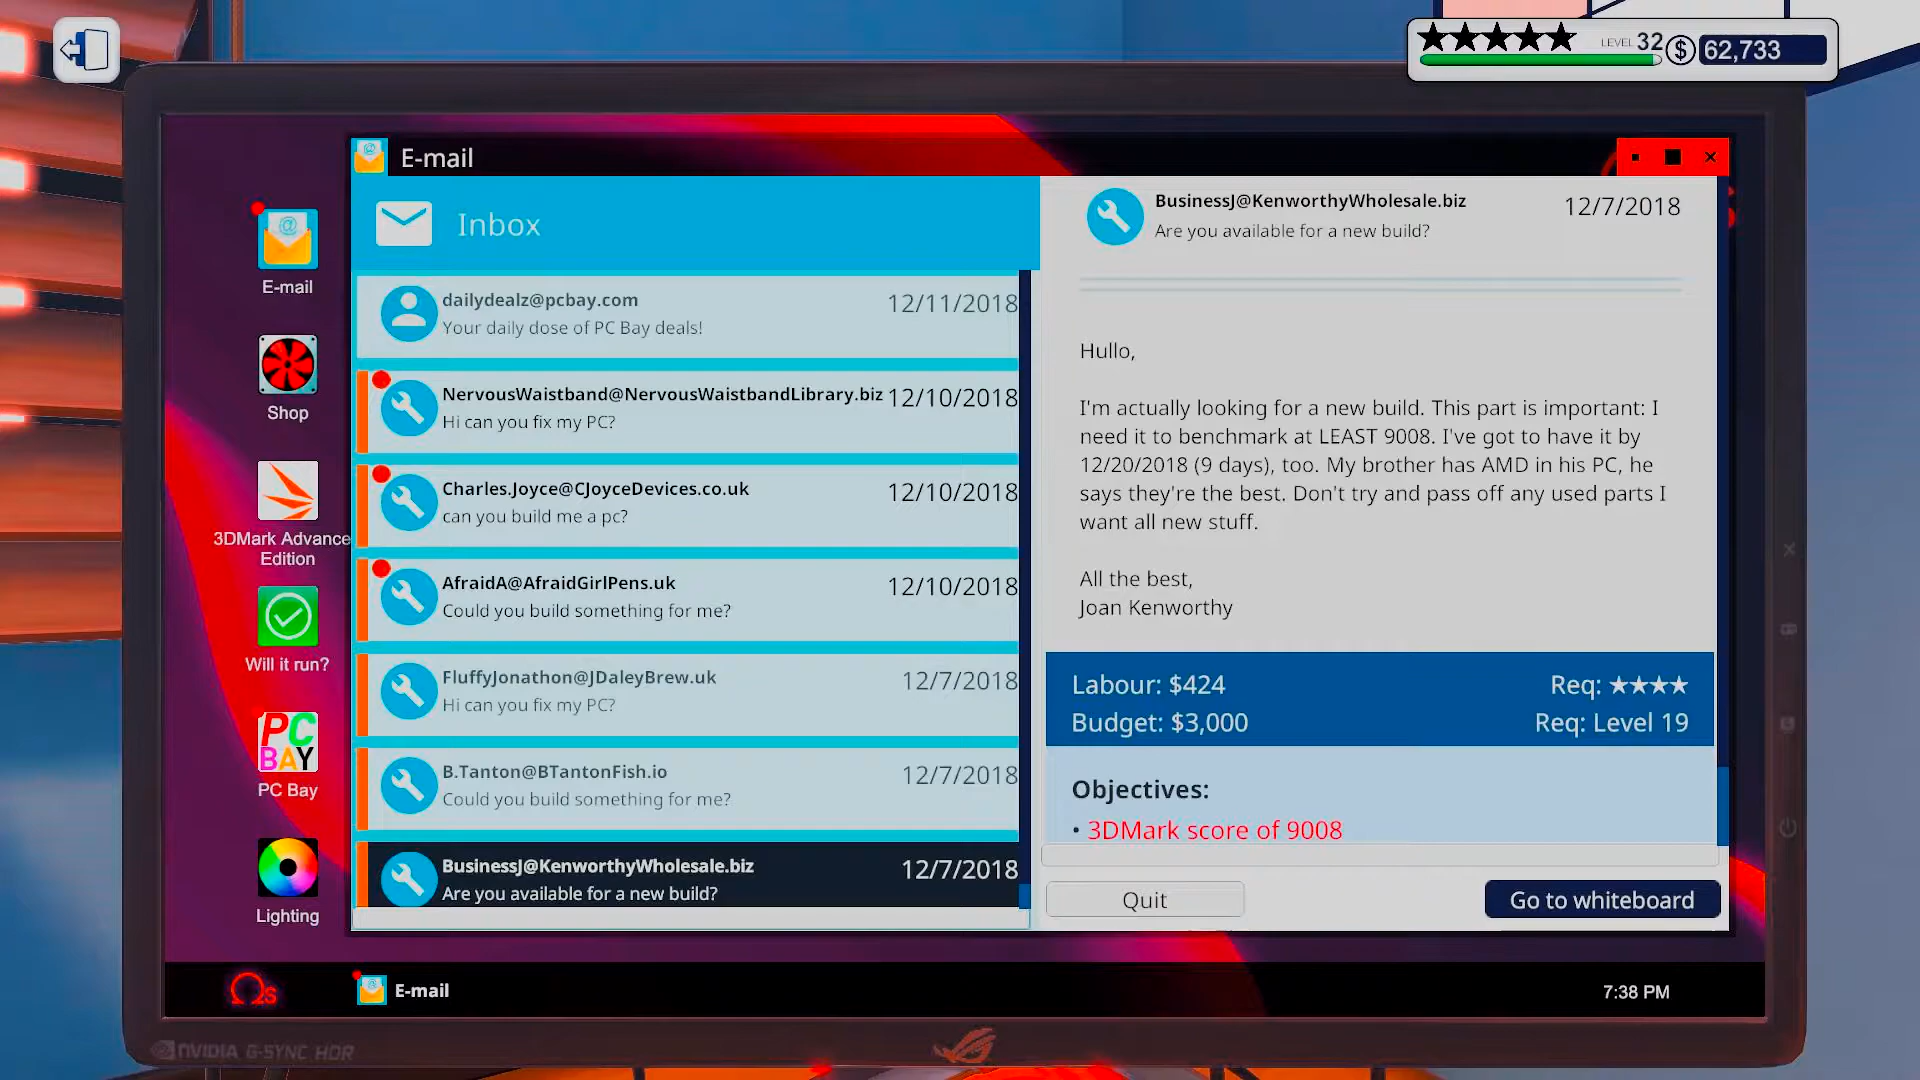 LEVEL 32
$ 62,733
E-mail
Inbox
dailydealz@pcbay.com 12/11/2018
Your daily dose of PC Bay deals!
NervousWaistband@NervousWaistbandLibrary.biz 12/10/2018
Hi can you fix my PC?
Charles.Joyce@CJoyceDevices.co.uk 12/10/2018
can you build me a pc?
AfraidA@AfraidGirlPens.uk 12/10/2018
Could you build something for me?
FluffyJonathon@JDaleyBrew.uk 12/7/2018
Hi can you fix my PC?
B.Tanton@BTantonFish.io 12/7/2018
Could you build something for me?
BusinessJ@KenworthyWholesale.biz 12/7/2018
Are you available for a new build?
BusinessJ@KenworthyWholesale.biz 12/7/2018
Are you available for a new build?
Hullo,
I'm actually looking for a new build. This part is important: I
need it to benchmark at LEAST 9008. I've got to have it by
12/20/2018 (9 days), too. My brother has AMD in his PC, he
says they're the best. Don't try and pass off any used parts I
want all new stuff.
All the best,
Joan Kenworthy
Labour: $424 Req: ★★★★
Budget: $3,000 Req: Level 19
Objectives:
• 3DMark score of 9008
Quit
Go to whiteboard
E-mail
Shop
3DMark Advance
Edition
Will it run?
PC
BAY
PC Bay
Lighting
Ωs
E-mail
7:38 PM
NVIDIA G-SYNC HDR